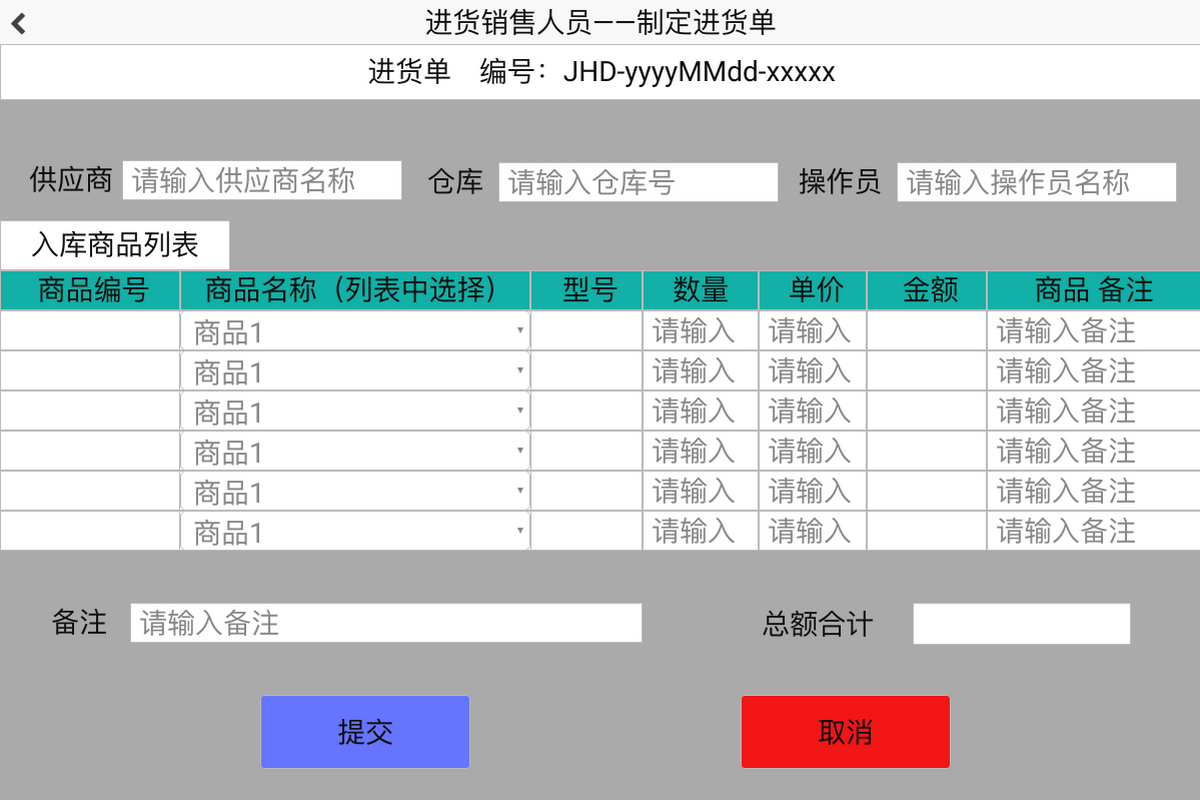 进货销售人员——制定进货单
进货单 编号：JHD-yyyyMMdd-xxxxx
供应商 请输入供应商名称 仓库 请输入仓库号 操作员 请输入操作员名称
入库商品列表
商品编号 商品名称（列表中选择） 型号 数量 单价 金额 商品 备注
商品1 请输入 请输入 请输入备注
商品1 请输入 请输入 请输入备注
商品1 请输入 请输入 请输入备注
商品1 请输入 请输入 请输入备注
商品1 请输入 请输入 请输入备注
商品1 请输入 请输入 请输入备注
备注 请输入备注 总额合计
提交 取消